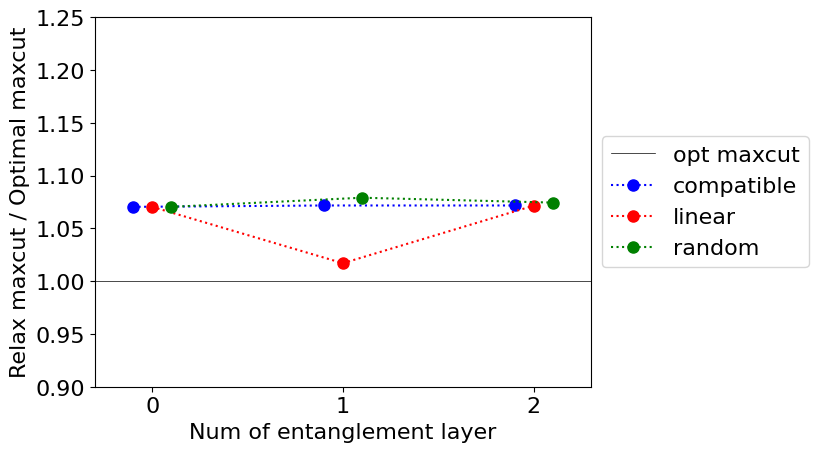 Relax maxcut / Optimal maxcut
1.25
1.20
1.15
1.10
1.05
1.00
0.95
0.90
0
1
2
Num of entanglement layer
opt maxcut
compatible
linear
random